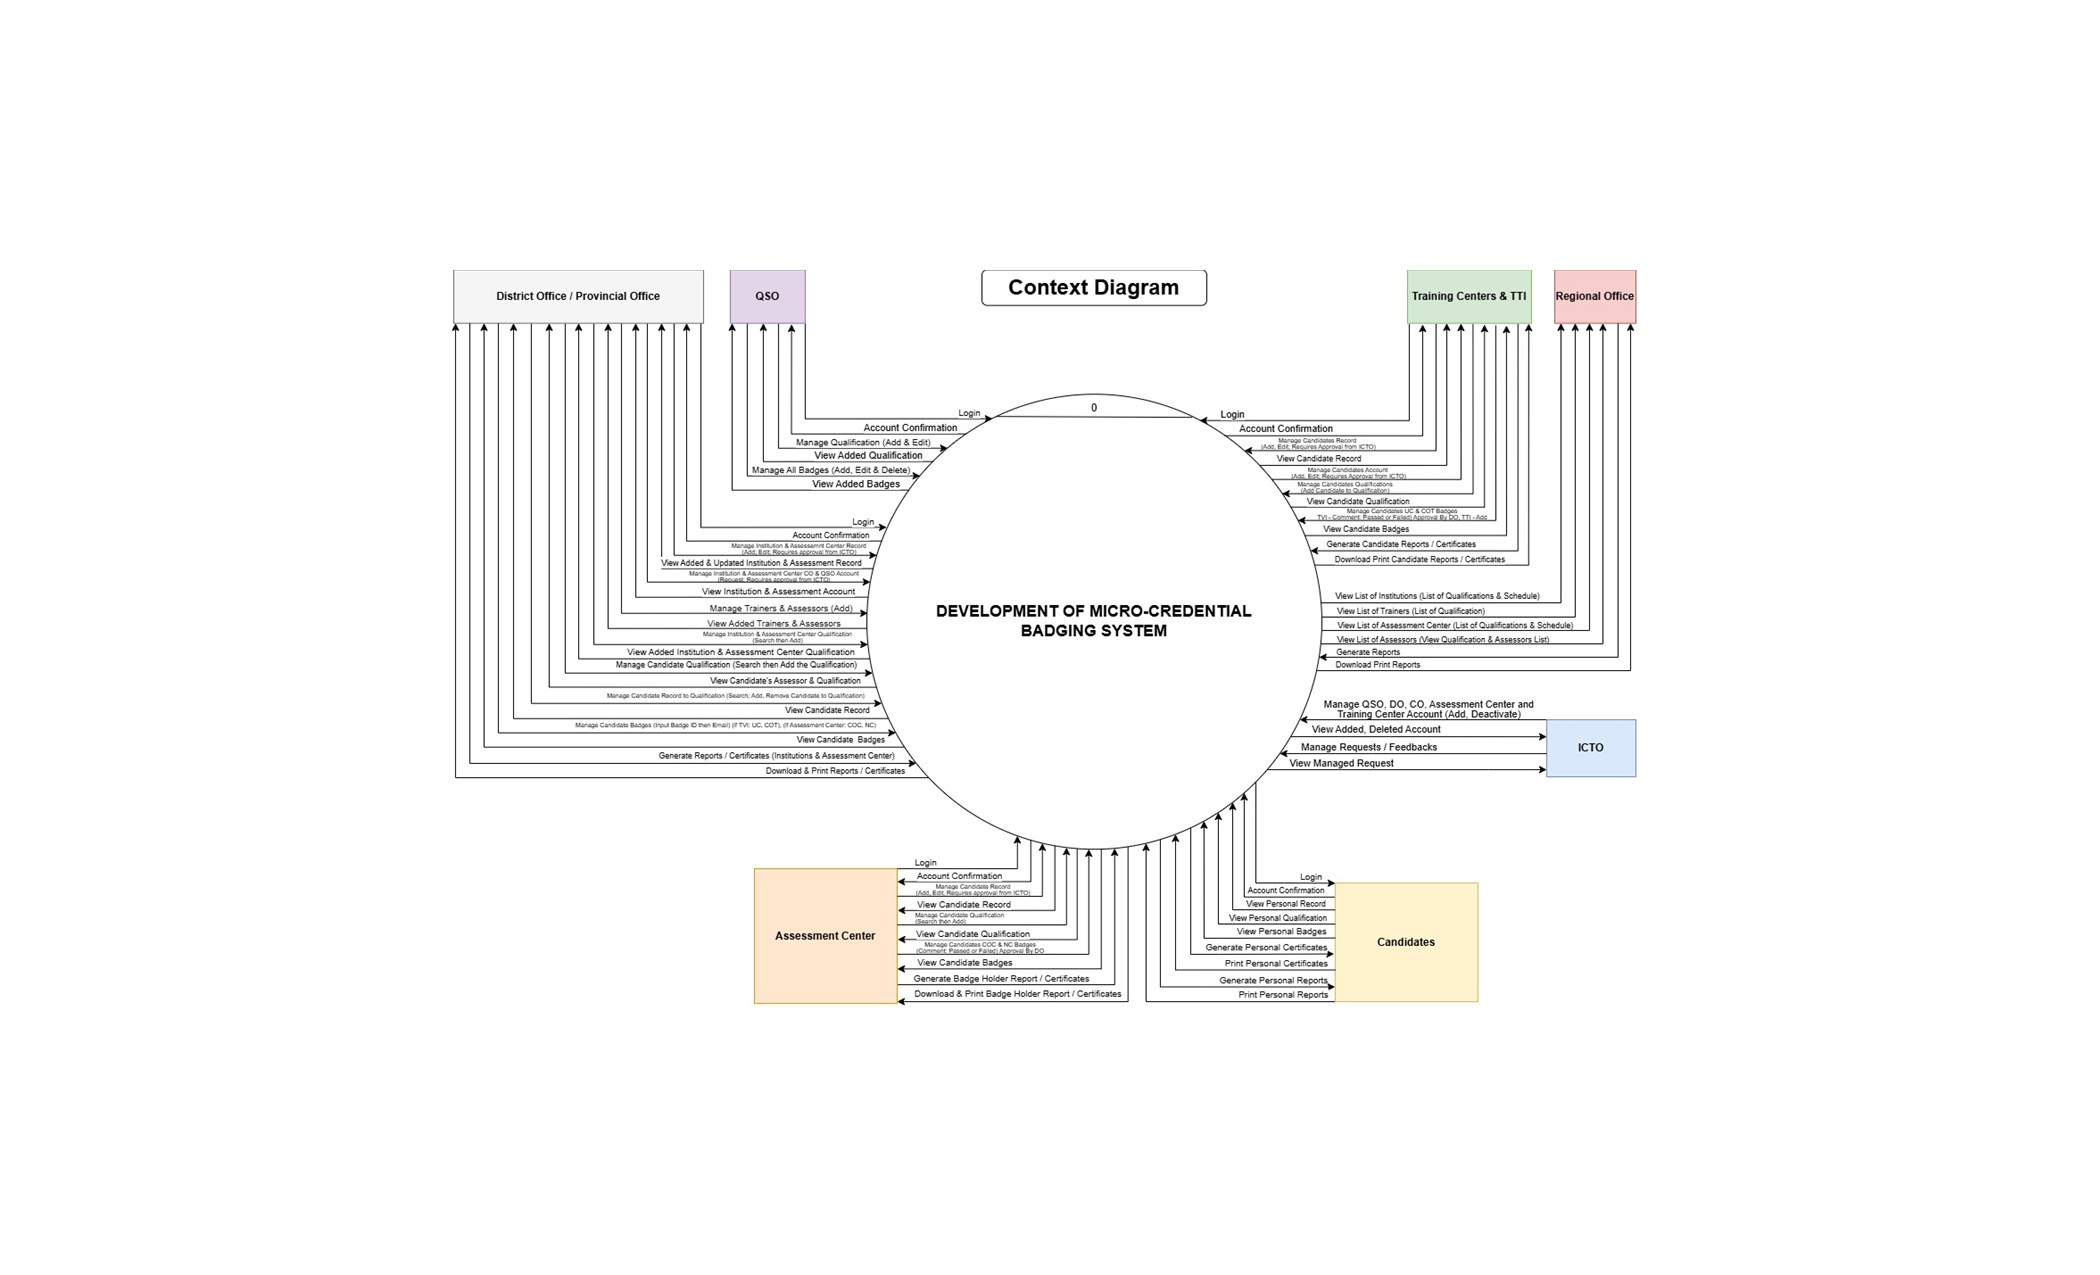 Context Diagram
District Office / Provincial Office
QSO
Training Centers & TTI
Regional Office
0
DEVELOPMENT OF MICRO-CREDENTIAL
BADGING SYSTEM
Login
Account Confirmation
Manage Qualification (Add & Edit)
View Added Qualification
Manage All Badges (Add, Edit & Delete)
View Added Badges
Login
Account Confirmation
Manage Institution & Assessemnt Center Record
(Add; Edit; Requires approval from ICTO)
View Added & Updated Institution & Assessment Record
Manage Institution & Assessment Center CO & QSO Account
(Request: Requires approval from ICTO)
View Institution & Assessment Account
Manage Trainers & Assessors (Add)
View Added Trainers & Assessors
Manage Institution & Assessment Center Qualification
(Search then Add)
View Added Institution & Assessment Center Qualification
Manage Candidate Qualification (Search then Add the Qualification)
View Candidate's Assessor & Qualification
Manage Candidate Record to Qualification (Search; Add, Remove Candidate to Qualification)
View Candidate Record
Manage Candidate Badges (Input Badge ID then Email) (If TVI: UC, COT), (If Assessment Center: COC, NC)
View Candidate Badges
Generate Reports / Certificates (Institutions & Assessment Center)
Download & Print Reports / Certificates
Login
Account Confirmation
Manage Candidates Record
(Add, Edit; Requires Approval from ICTO)
View Candidate Record
Manage Candidates Account
(Add, Edit; Requires Approval from ICTO)
Manage Candidates Qualifications
(Add Candidate to Qualification)
View Candidate Qualification
Manage Candidates UC & COT Badges
TVI - Comment: Passed or Failed) Approval By DO, TTI - Add
View Candidate Badges
Generate Candidate Reports / Certificates
Download Print Candidate Reports / Certificates
View List of Institutions (List of Qualifications & Schedule)
View List of Trainers (List of Qualification)
View List of Assessment Center (List of Qualifications & Schedule)
View List of Assessors (View Qualification & Assessors List)
Generate Reports
Download Print Reports
Manage QSO, DO, CO, Assessment Center and
Training Center Account (Add, Deactivate)
View Added, Deleted Account
Manage Requests / Feedbacks
View Managed Request
ICTO
Login
Account Confirmation
Manage Candidate Record
(Add, Edit; Requires approval from ICTO)
View Candidate Record
Manage Candidate Qualification
(Search then Add)
View Candidate Qualification
Manage Candidates COC & NC Badges
(Comment: Passed or Failed) Approval By DO
View Candidate Badges
Generate Badge Holder Report / Certificates
Download & Print Badge Holder Report / Certificates
Assessment Center
Login
Account Confirmation
View Personal Record
View Personal Qualification
View Personal Badges
Generate Personal Certificates
Print Personal Certificates
Generate Personal Reports
Print Personal Reports
Candidates